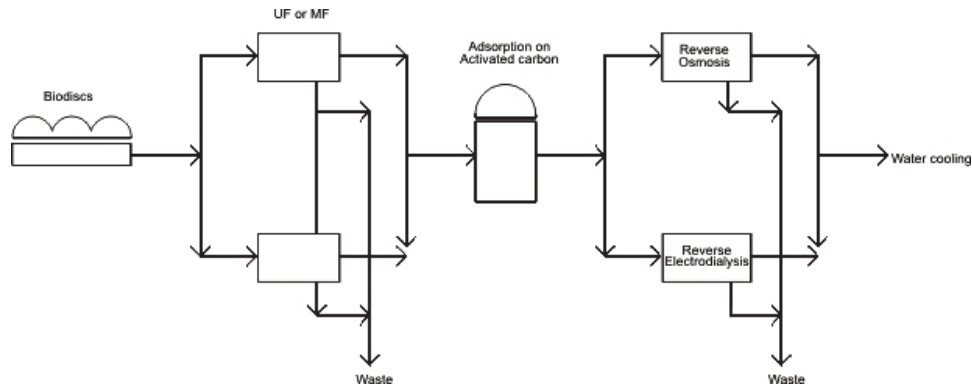 UF or MF
Adsorption on
Activated carbon
Reverse
Osmosis
Biodiscs
Water cooling
Reverse
Electrodialysis
Waste
Waste